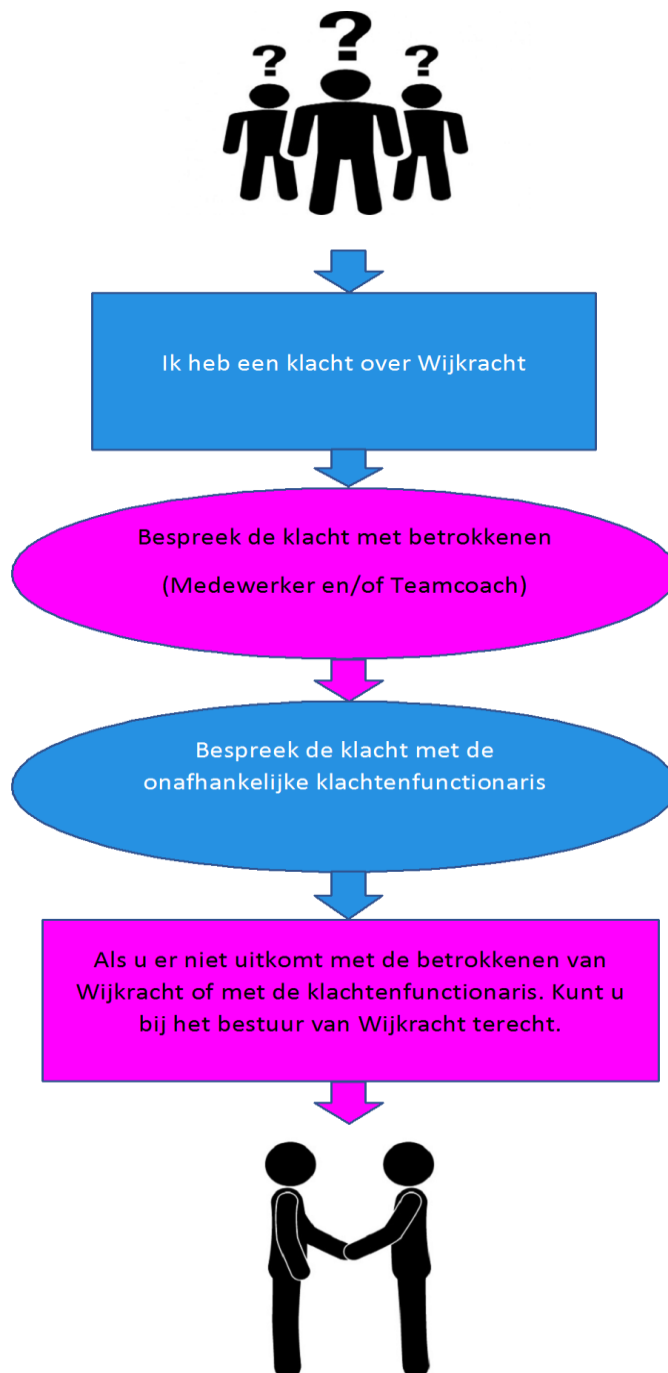 ? ? ?
Ik heb een klacht over Wijkracht
Bespreek de klacht met betrokkenen
(Medewerker en/of Teamcoach)
Bespreek de klacht met de
onafhankelijke klachtenfunctionaris
Als u er niet uitkomt met de betrokkenen van
Wijkracht of met de klachtenfunctionaris. Kunt u
bij het bestuur van Wijkracht terecht.